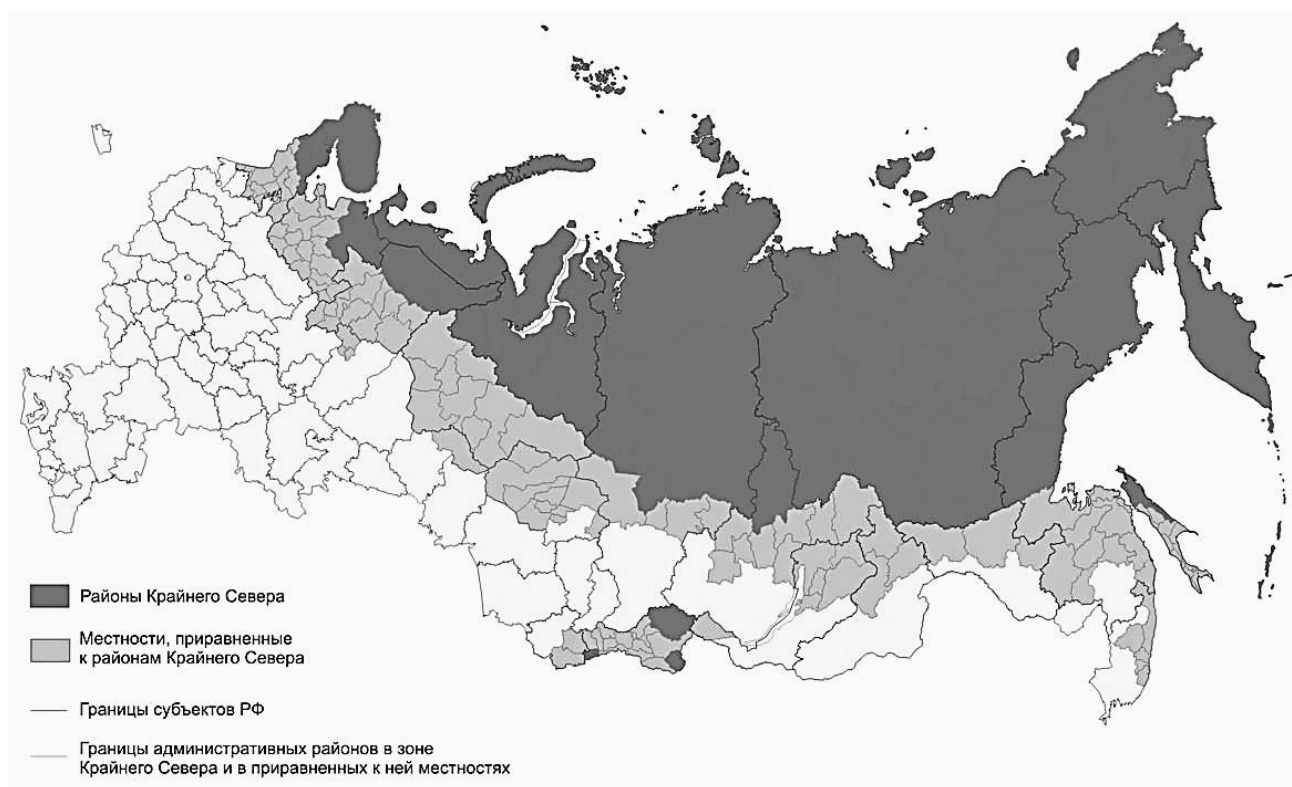 Районы Крайнего Севера
Местности, приравненные
к районам Крайнего Севера
Границы субъектов РФ
Границы административных районов в зоне
Крайнего Севера и в приравненных к ней местностях